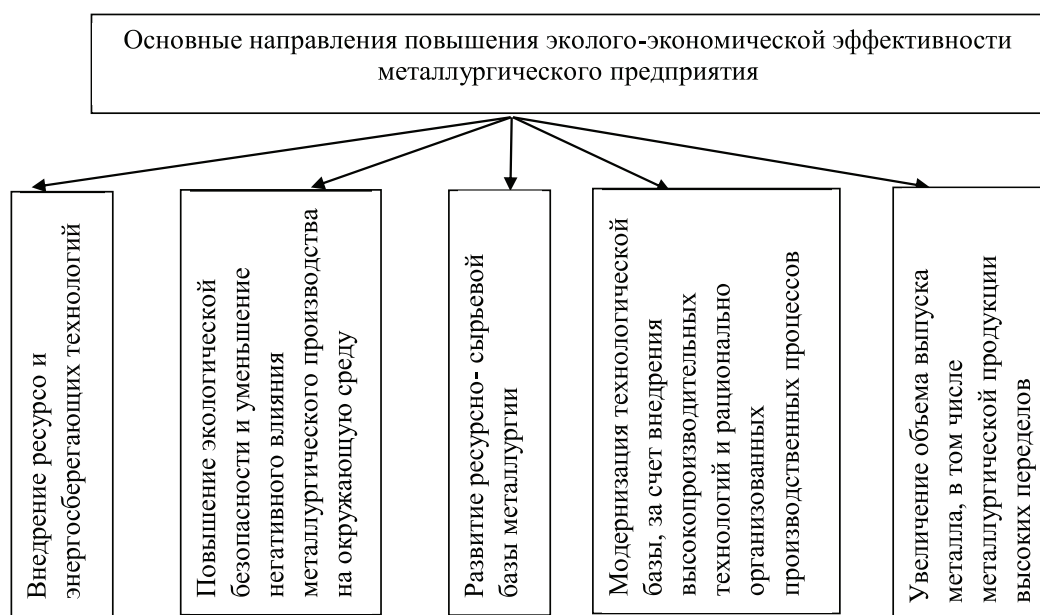 Основные направления повышения эколого-экономической эффективности
металлургического предприятия
Внедрение ресурсо и
энергосберегающих технологий
Повышение экологической
безопасности и уменьшение
негативного влияния
металлургического производства
на окружающую среду
Развитие ресурсно- сырьевой
базы металлургии
Модернизация технологической
базы, за счет внедрения
высокопроизводительных
технологий и рационально
организованных
производственных процессов
Увеличение объема выпуска
металла, в том числе
металлургической продукции
высоких переделов